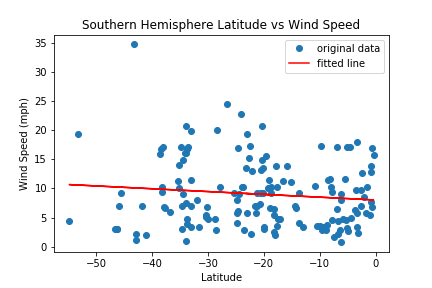 Southern Hemisphere Latitude vs Wind Speed
original data
fitted line
Wind Speed (mph)
35
30
25
20
15
10
5
0
−50
−40
−30
−20
−10
0
Latitude